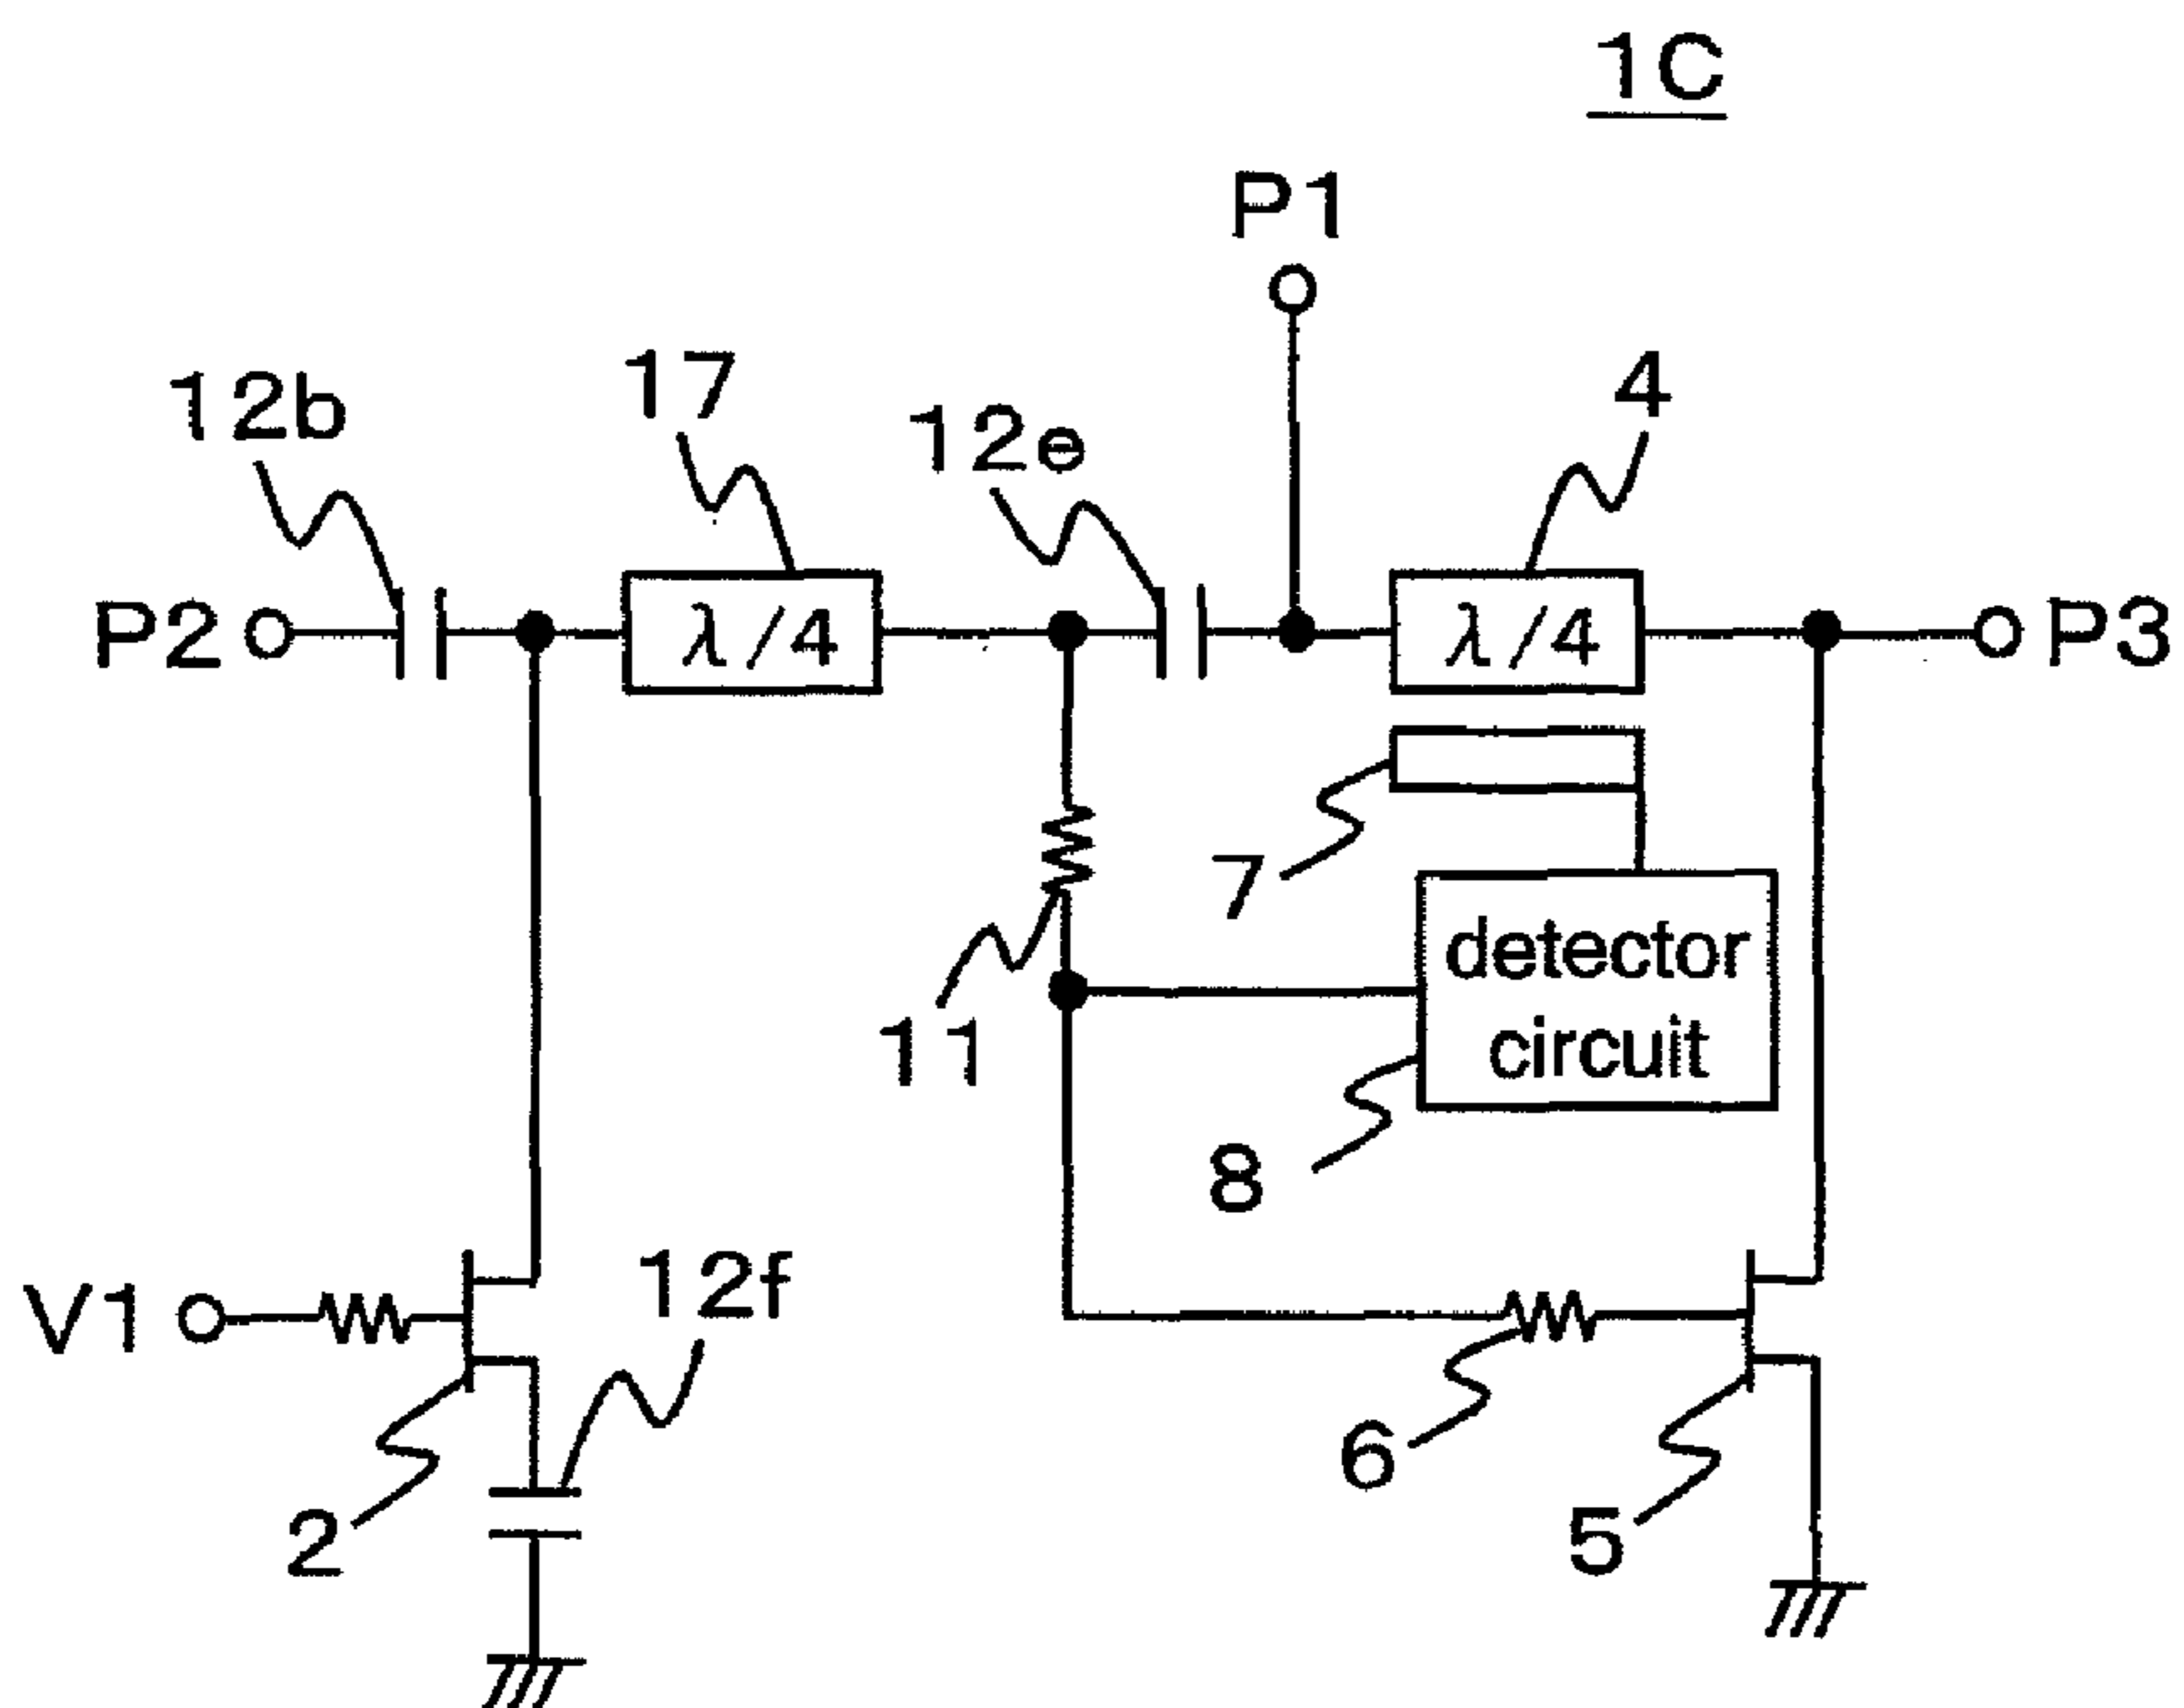 1C
P1
4
17
12b
12e
P2
λ/4
λ/4
P3
7
detector
circuit
11
8
12f
V1
6
2
5